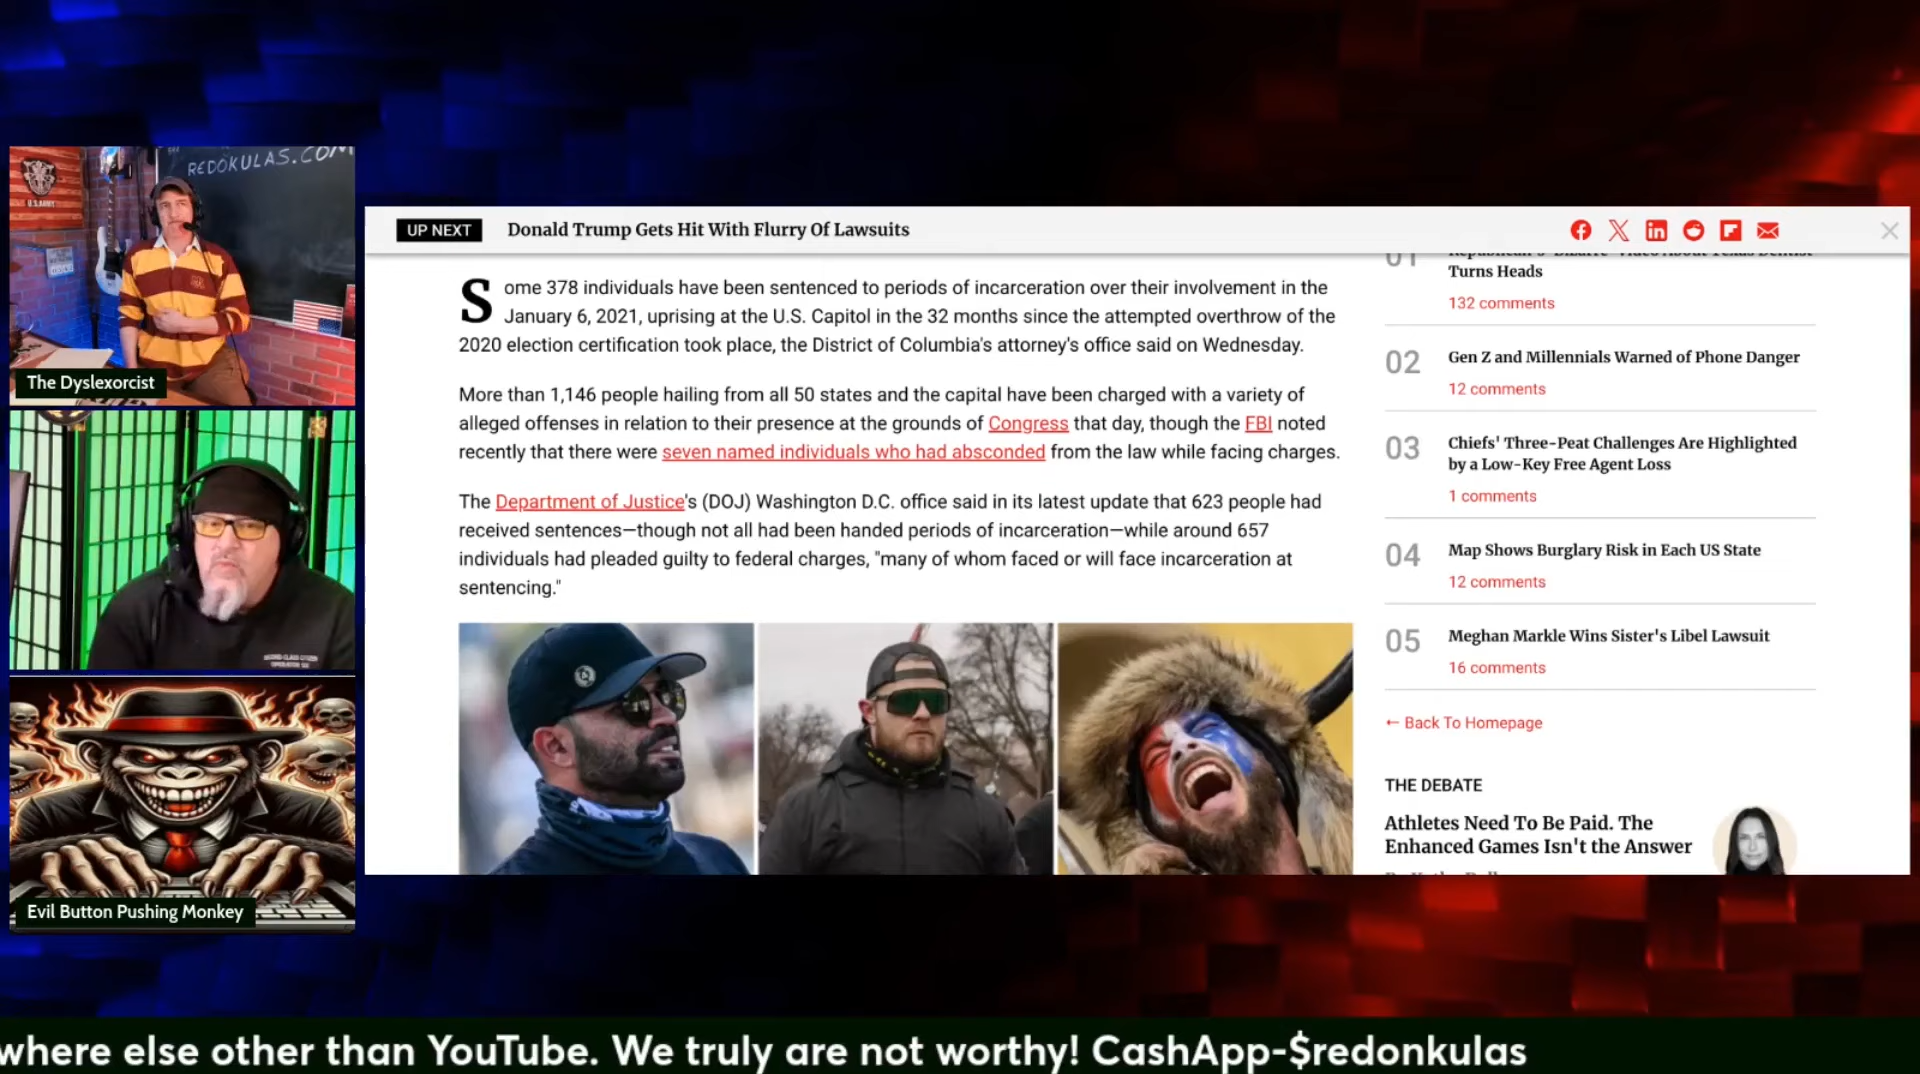 REDOKULAS.COM
U.S. ARMY
The Dyslexorcist
Evil Button Pushing Monkey
UP NEXT
Donald Trump Gets Hit With Flurry Of Lawsuits
Some 378 individuals have been sentenced to periods of incarceration over their involvement in the
January 6, 2021, uprising at the U.S. Capitol in the 32 months since the attempted overthrow of the
2020 election certification took place, the District of Columbia's attorney's office said on Wednesday.
More than 1,146 people hailing from all 50 states and the capital have been charged with a variety of
alleged offenses in relation to their presence at the grounds of Congress that day, though the FBI noted
recently that there were seven named individuals who had absconded from the law while facing charges.
The Department of Justice's (DOJ) Washington D.C. office said in its latest update that 623 people had
received sentences—though not all had been handed periods of incarceration—while around 657
individuals had pleaded guilty to federal charges, "many of whom faced or will face incarceration at
sentencing."
01
Republican's 'Bizarre' Video About Texas Dentist
Turns Heads
132 comments
02
Gen Z and Millennials Warned of Phone Danger
12 comments
03
Chiefs' Three-Peat Challenges Are Highlighted
by a Low-Key Free Agent Loss
1 comments
04
Map Shows Burglary Risk in Each US State
12 comments
05
Meghan Markle Wins Sister's Libel Lawsuit
16 comments
← Back To Homepage
THE DEBATE
Athletes Need To Be Paid. The
Enhanced Games Isn't the Answer
where else other than YouTube. We truly are not worthy! CashApp-$redonkulas